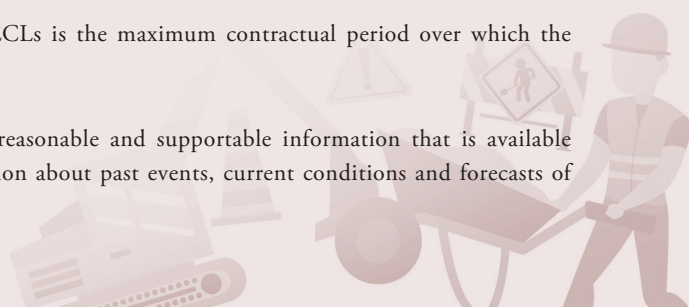 ECLs is the maximum contractual period over which the
reasonable and supportable information that is available
ion about past events, current conditions and forecasts of